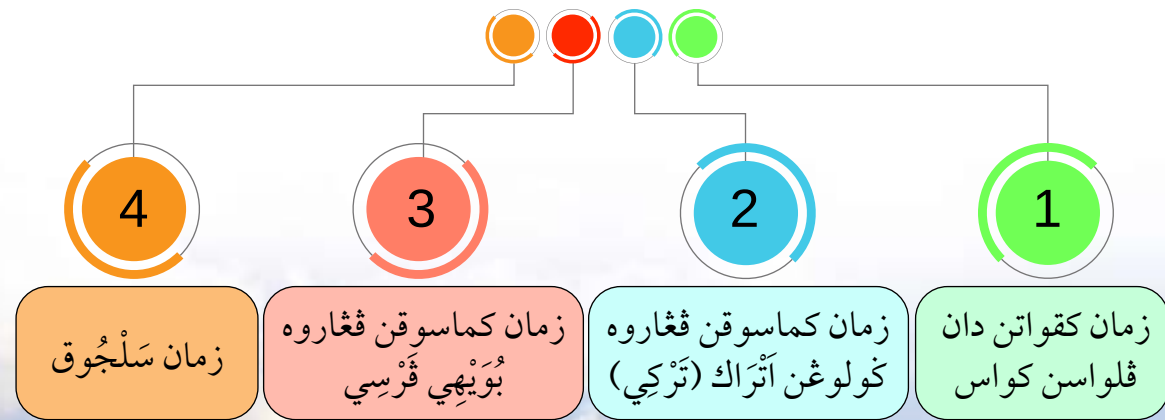 1
زمان كقواتن دان
ڤلواسن كواس
2
زمان كماسوقن ڤڠاروه
ݢولوڠن اَتْرَاك (تَرْكِي)
3
زمان كماسوقن ڤڠاروه
بُوَيْهِي ڤَرْسِي
4
زمان سَلْجُوق